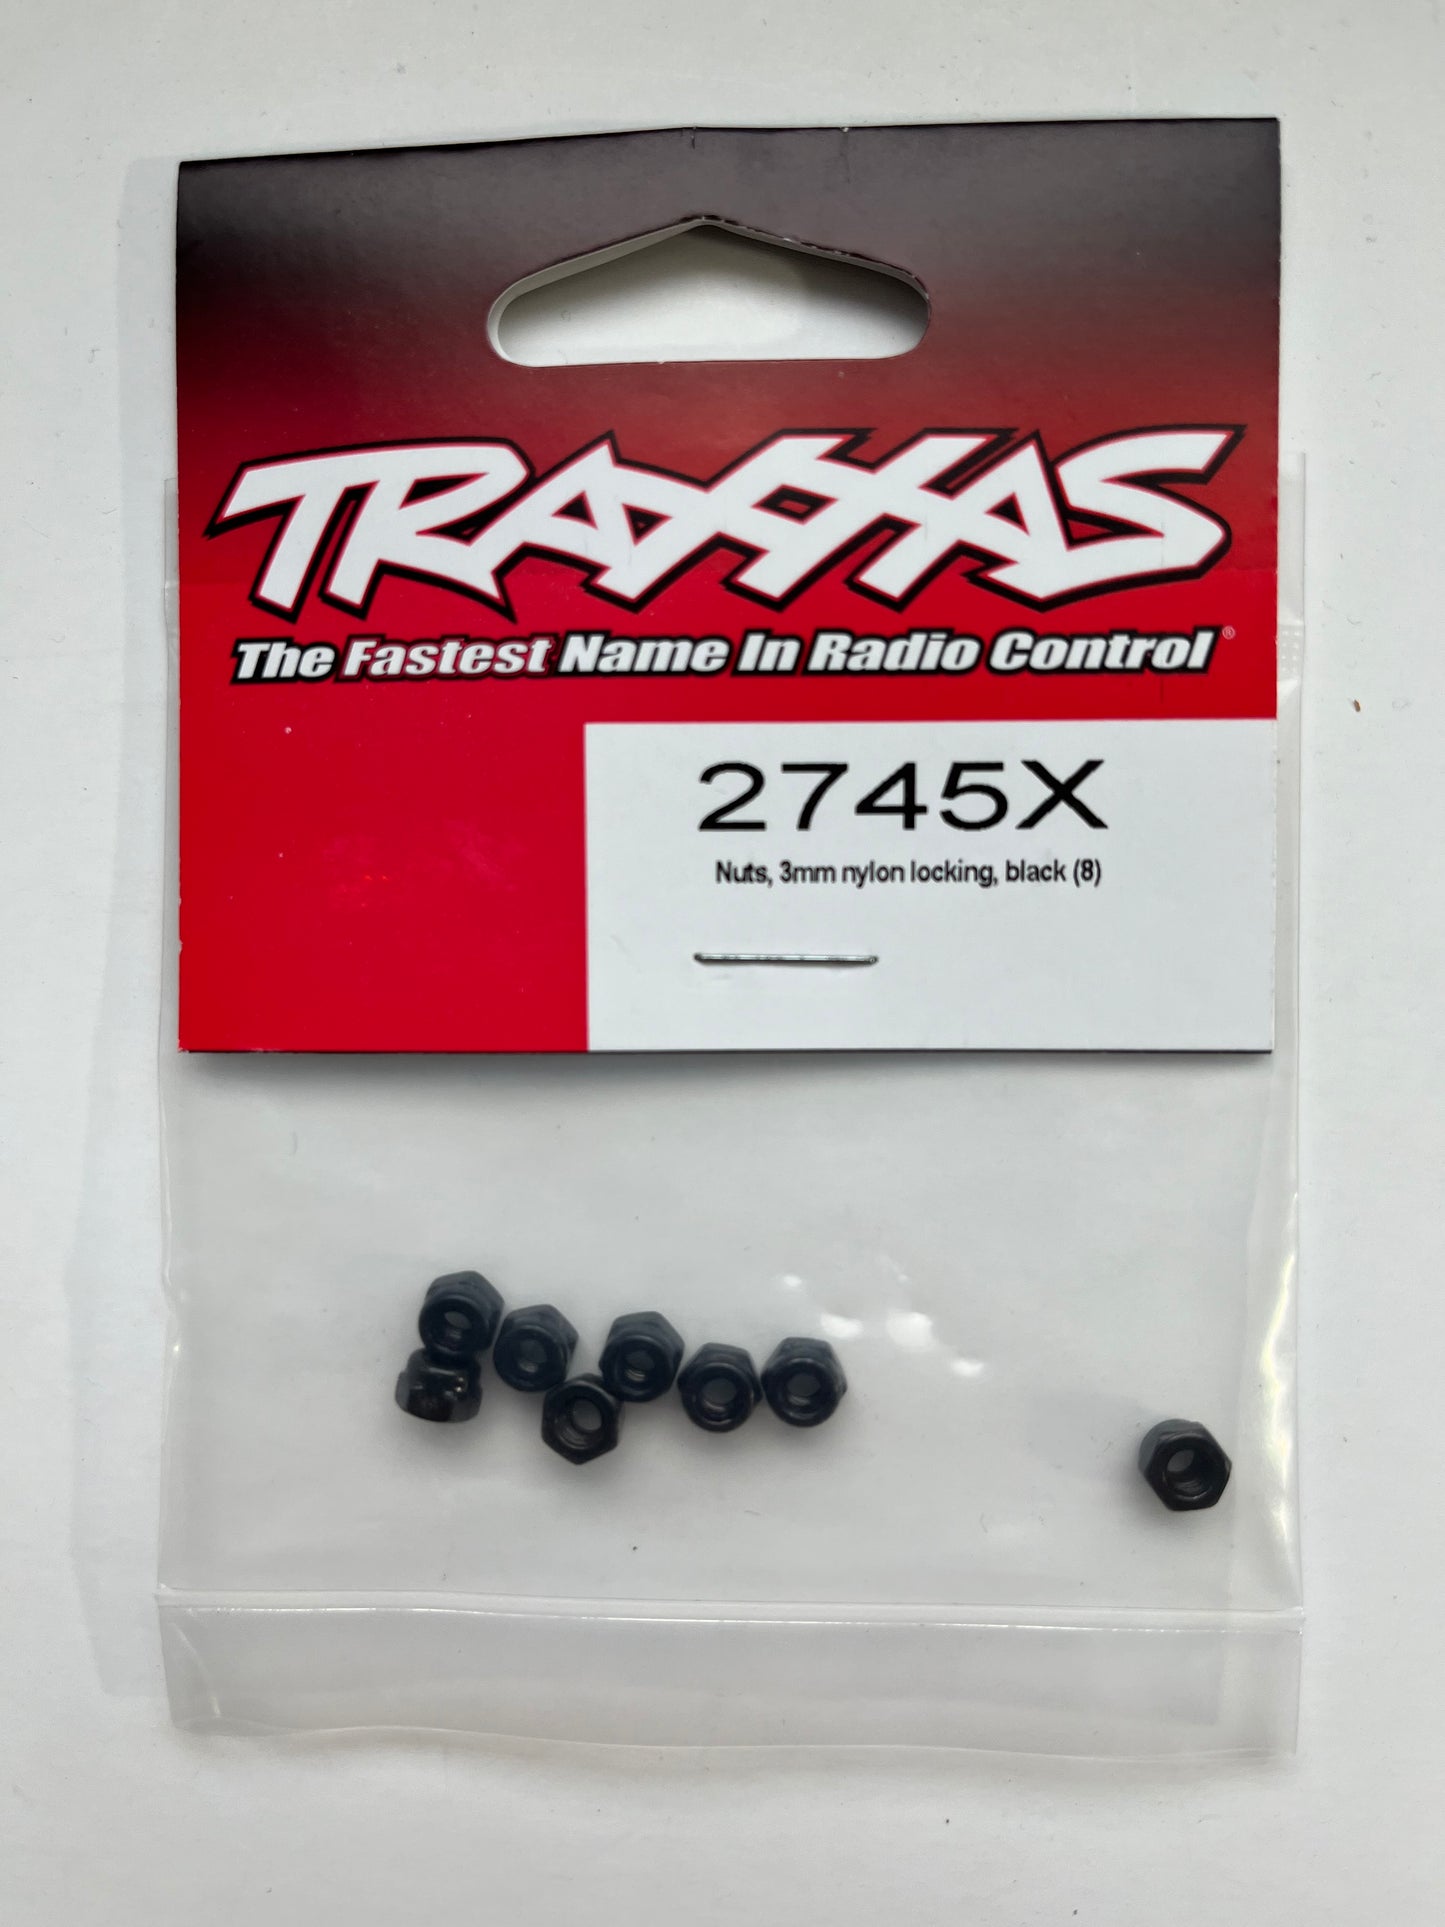 TRAXXAS
The Fastest Name In Radio Control®
2745X
Nuts, 3mm nylon locking, black (8)